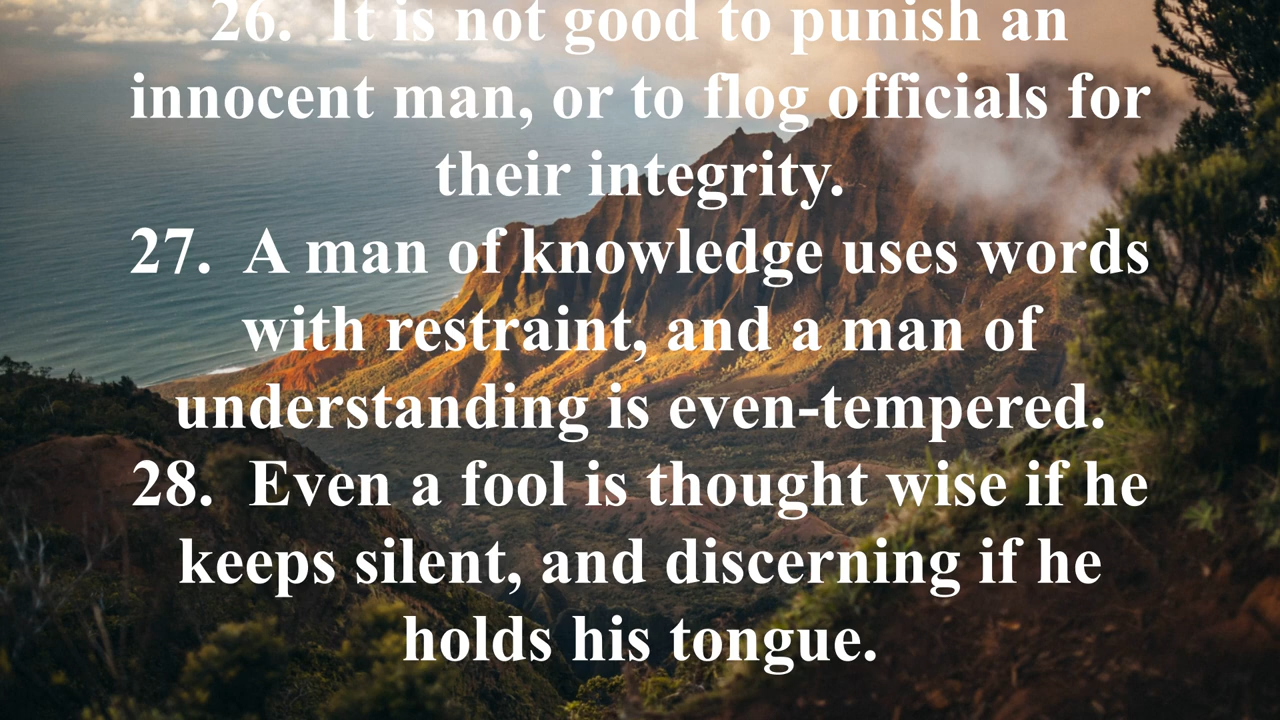 26.  It is not good to punish an
innocent man, or to flog officials for
their integrity.
27.  A man of knowledge uses words
with restraint, and a man of
understanding is even-tempered.
28.  Even a fool is thought wise if he
keeps silent, and discerning if he
holds his tongue.